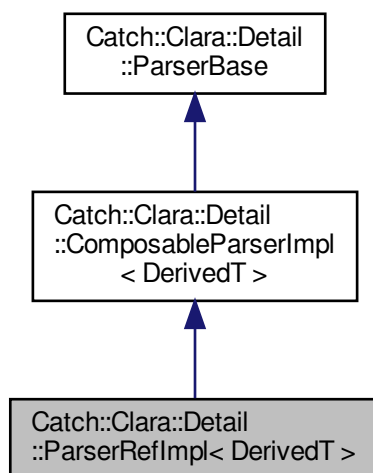 Catch::Clara::Detail
::ParserBase
Catch::Clara::Detail
::ComposableParserImpl
< DerivedT >
Catch::Clara::Detail
::ParserRefImpl< DerivedT >